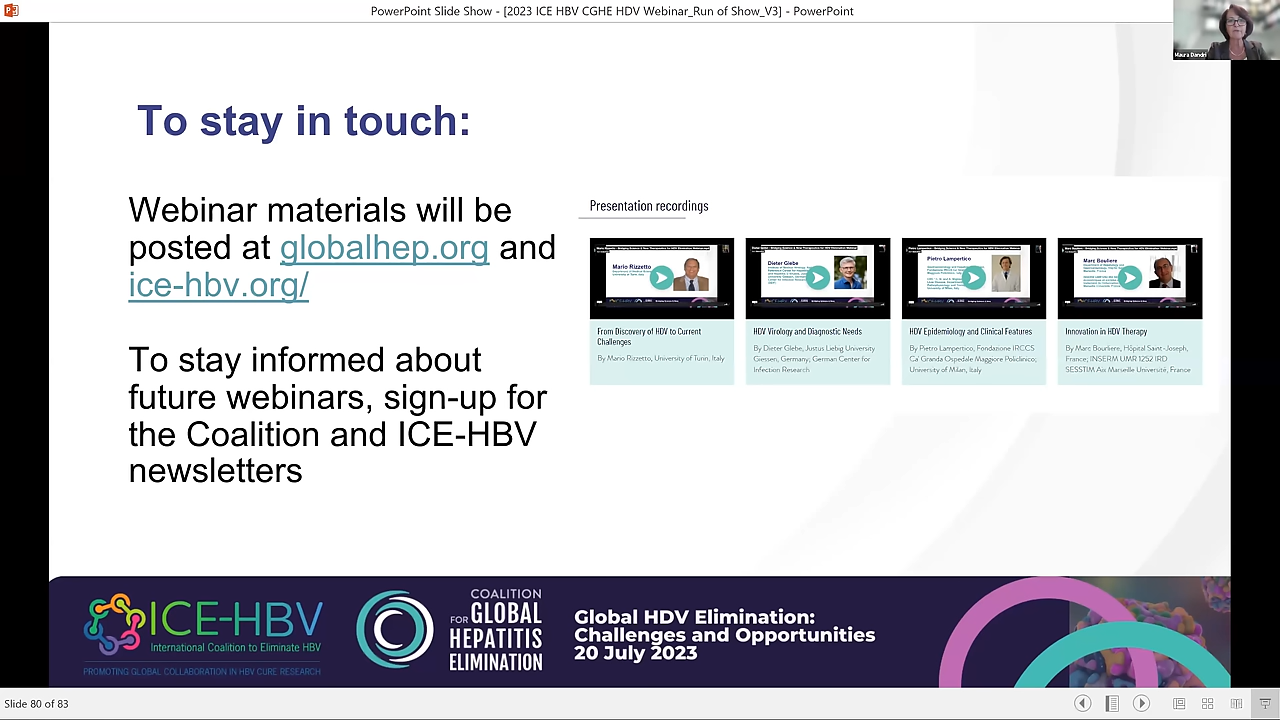 PowerPoint Slide Show - [2023 ICE HBV CGHE HDV Webinar_Run of Show_V3] - PowerPoint
Maura Dandri
To stay in touch:
Webinar materials will be
posted at globalhep.org and
ice-hbv.org/
To stay informed about
future webinars, sign-up for
the Coalition and ICE-HBV
newsletters
Presentation recordings
Mario Rizzetto
From Discovery of HDV to Current
Challenges
By Mario Rizzetto, University of Turin, Italy
Dieter Glebe
HDV Virology and Diagnostic Needs
By Dieter Glebe, Justus Liebig University
Giessen, Germany; German Center for
Infection Research
Pietro Lampertico
HDV Epidemiology and Clinical Features
By Pietro Lampertico, Fondazione IRCCS
Ca' Granda Ospedale Maggiore Policlinico;
University of Milan, Italy
Marc Bourliere
Innovation in HDV Therapy
By Marc Bourliere, Hôpital Saint-Joseph,
France; INSERM UMR 1252 IRD
SESSTIM Aix Marseille Université, France
ICE-HBV
International Coalition to Eliminate HBV
PROMOTING GLOBAL COLLABORATION IN HBV CURE RESEARCH
COALITION
FOR GLOBAL
HEPATITIS
ELIMINATION
Global HDV Elimination:
Challenges and Opportunities
20 July 2023
Slide 80 of 83